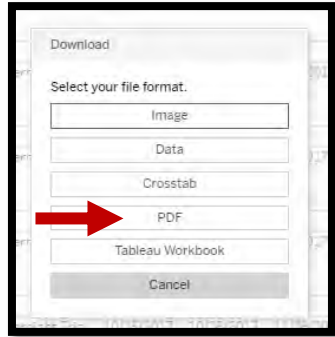 Download
Select your file format.
Image
Data
Crosstab
PDF
Tableau Workbook
Cancel